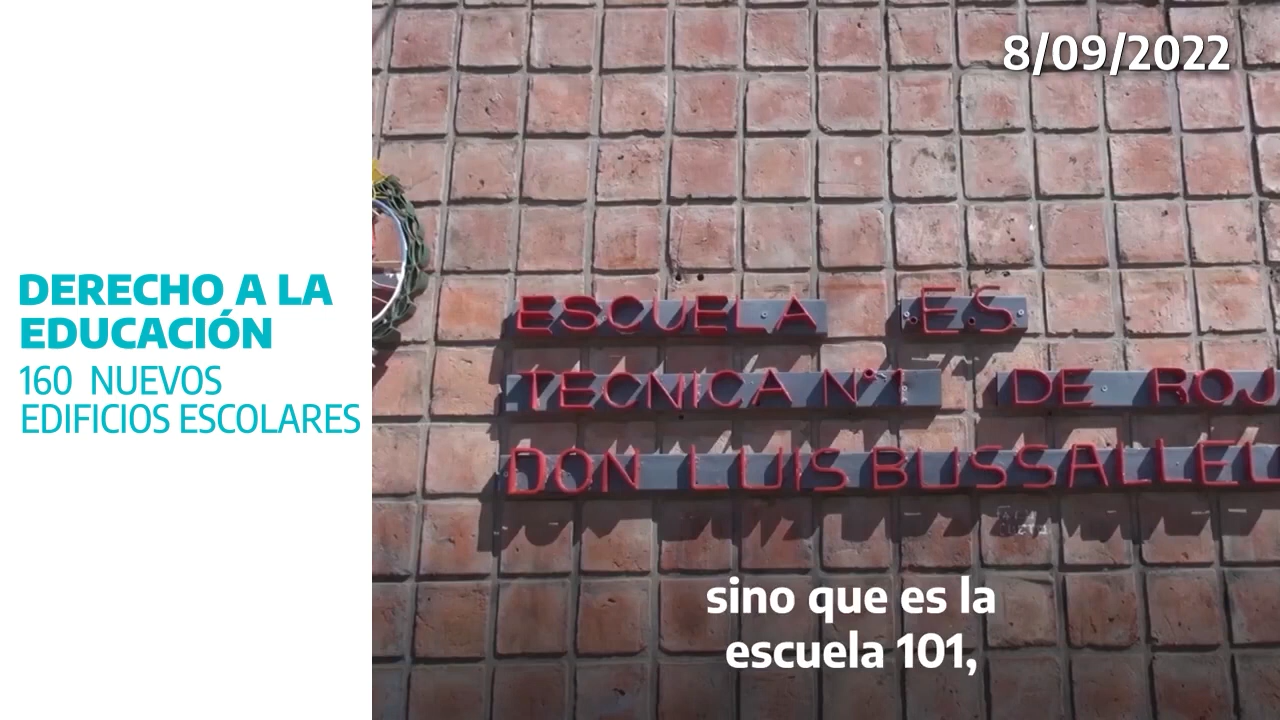 8/09/2022
DERECHO A LA
EDUCACIÓN
160 NUEVOS
EDIFICIOS ESCOLARES
ESCUELA ES
TECNICA N°1 DE ROJ
DON LUIS BUSSALLEU
sino que es la
escuela 101,